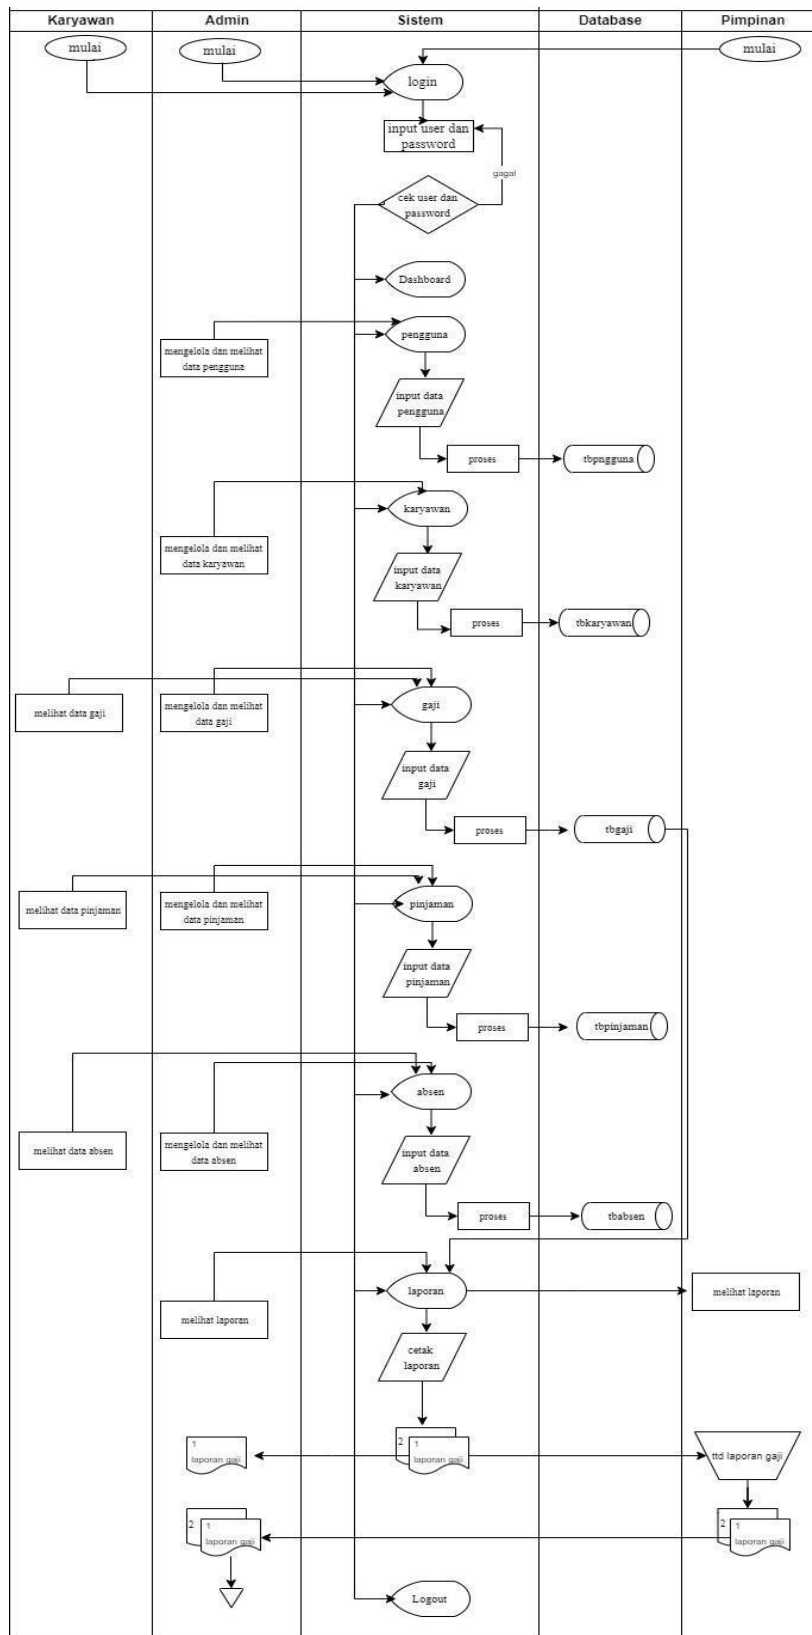 Karyawan
Admin
Sistem
Database
Pimpinan
mulai
mulai
mulai
login
input user dan
password
gagal
cek user dan
password
Dashboard
pengguna
mengelola dan melihat
data pengguna
input data
pengguna
proses
tbpngguna
karyawan
mengelola dan melihat
data karyawan
input data
karyawan
proses
tbkaryawan
melihat data gaji
mengelola dan melihat
data gaji
gaji
input data
gaji
proses
tbgaji
melihat data pinjaman
mengelola dan melihat
data pinjaman
pinjaman
input data
pinjaman
proses
tbpinjaman
absen
melihat data absen
mengelola dan melihat
data absen
input data
absen
proses
tbabsen
laporan
melihat laporan
melihat laporan
cetak
laporan
1
laporan gaji
2
1
laporan gaji
ttd laporan gaji
2
1
laporan gaji
2
1
laporan gaji
Logout